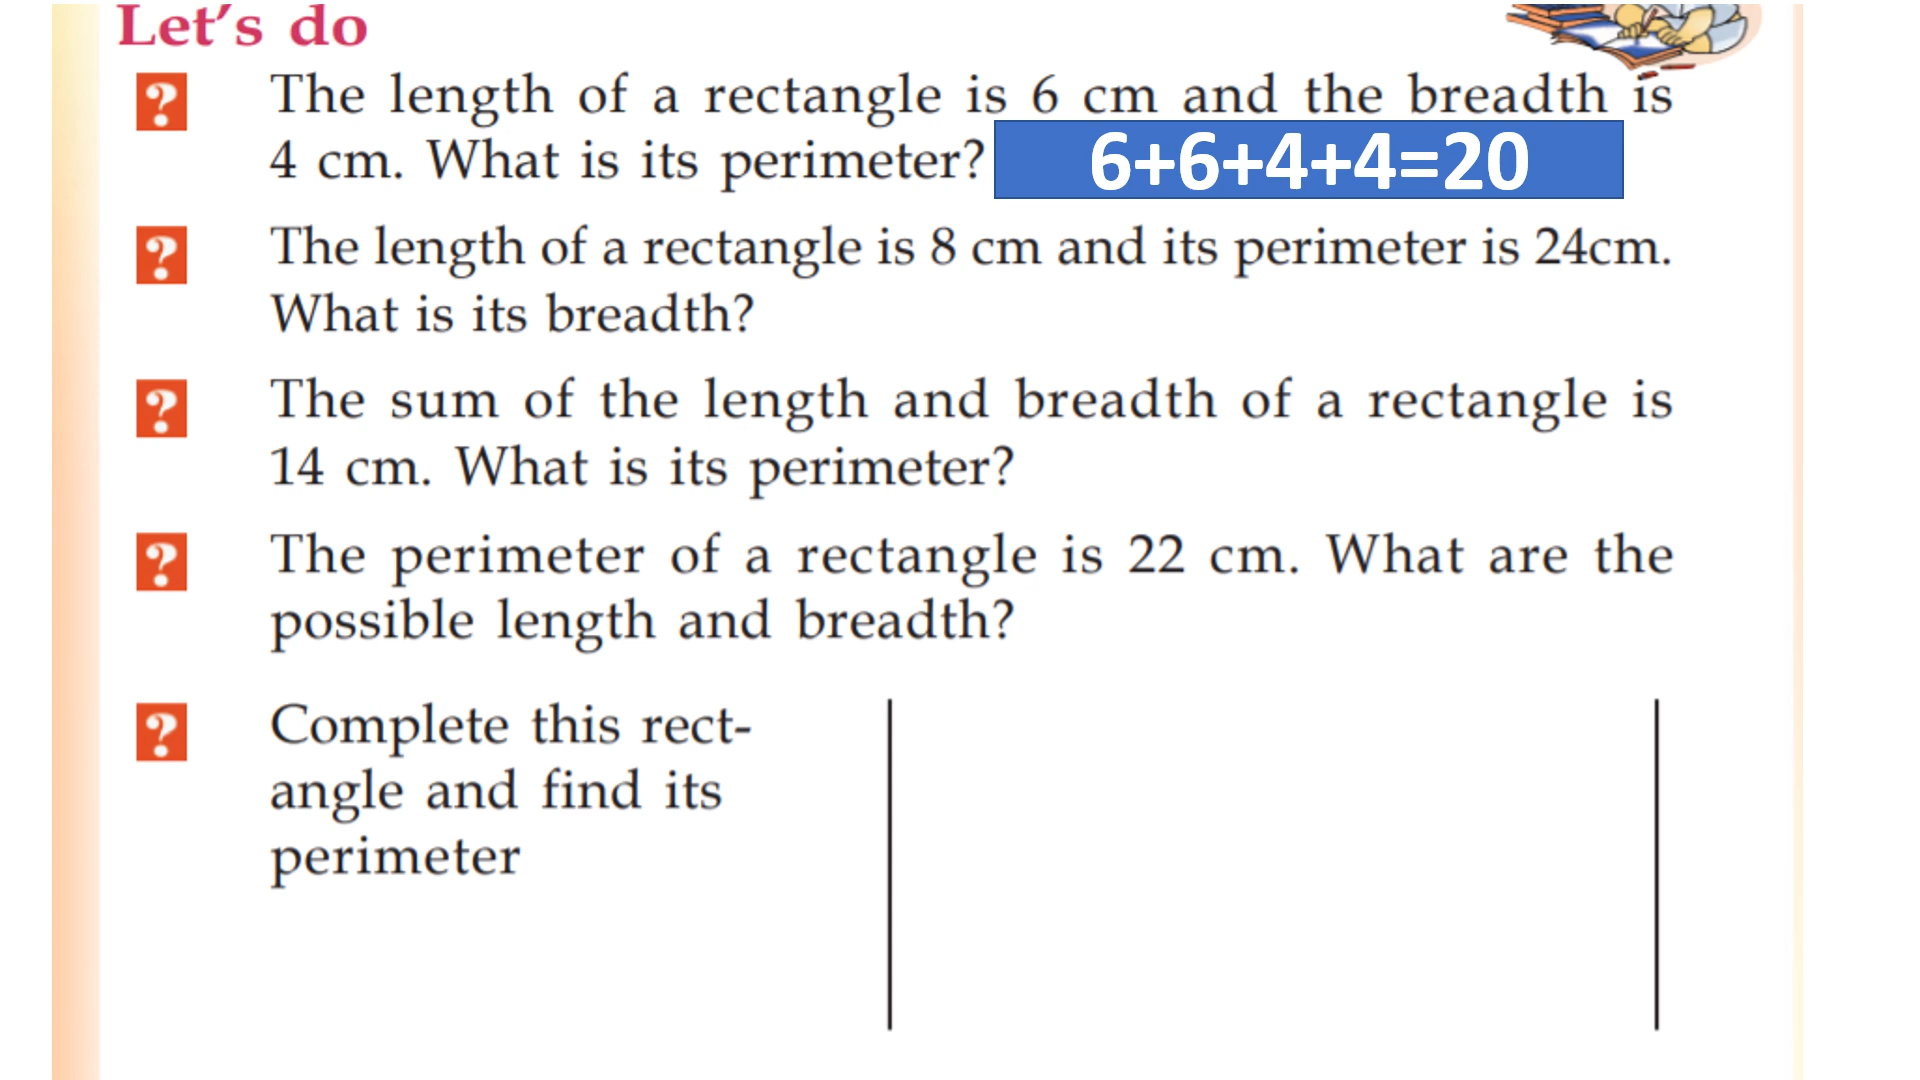 Let's do
? The length of a rectangle is 6 cm and the breadth is
4 cm. What is its perimeter? 6+6+4+4=20
? The length of a rectangle is 8 cm and its perimeter is 24cm.
What is its breadth?
? The sum of the length and breadth of a rectangle is
14 cm. What is its perimeter?
? The perimeter of a rectangle is 22 cm. What are the
possible length and breadth?
? Complete this rect-
angle and find its
perimeter